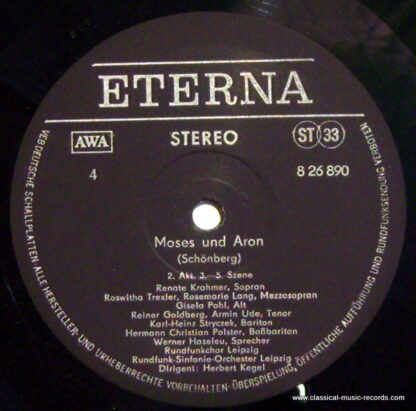 ETERNA
AWA
STEREO
ST 33
4
8 26 890
Moses und Aron
(Schönberg)
2. Akt. 3.- 5. Szene
Renate Krahmer, Sopran
Roswitha Trexler, Rosemarie Lang, Mezzosopran
Gisela Pohl, Alt
Reiner Goldberg, Armin Ude, Tenor
Karl-Heinz Stryczek, Bariton
Hermann Christian Polster, Baßbariton
Werner Haseleu, Sprecher
Rundfunkchor Leipzig
Rundfunk-Sinfonie-Orchester Leipzig
Dirigent: Herbert Kegel
VEB DEUTSCHE SCHALLPLATTEN · ALLE HERSTELLER- UND URHEBERRECHTE VORBEHALTEN · ÜBERSPIELUNG, ÖFFENTLICHE AUFFÜHRUNG UND RUNDFUNKSENDUNG VERBOTEN
www.classical-music-records.com